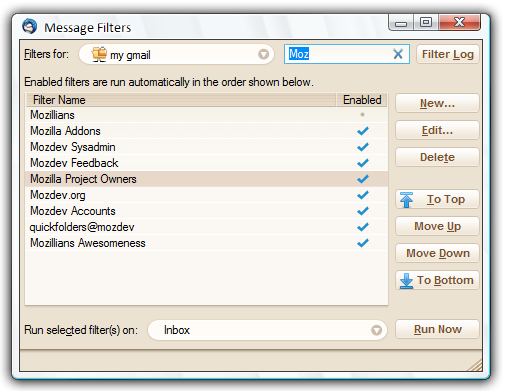 Message Filters
Filters for: my gmail Moz Filter Log
Enabled filters are run automatically in the order shown below.
Filter Name Enabled
Mozillians
Mozilla Addons
Mozdev Sysadmin
Mozdev Feedback
Mozilla Project Owners
Mozdev.org
Mozdev Accounts
quickfolders@mozdev
Mozillians Awesomeness
New...
Edit...
Delete
To Top
Move Up
Move Down
To Bottom
Run selected filter(s) on: Inbox Run Now